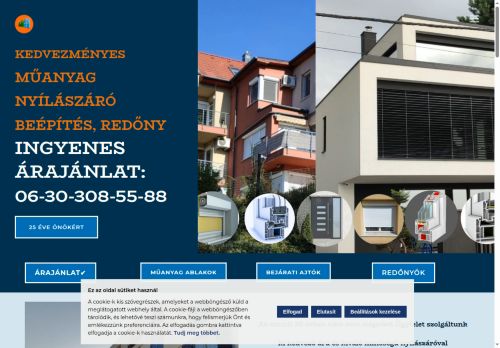 KEDVEZMÉNYES
MŰANYAG
NYÍLÁSZÁRÓ
BEÉPÍTÉS, REDŐNY
INGYENES
ÁRAJÁNLAT:
06-30-308-55-88
25 ÉVE ÖNÖKÉRT
ÁRAJÁNLAT✔
MŰANYAG ABLAKOK
BEJÁRATI AJTÓK
REDŐNYÖK
Ez az oldal sütiket használ
A cookie-k kis szövegrészek, amelyeket a webböngésző küld a
meglátogatott webhely által. A cookie-fájl a webböngészőben
tárolódik, és lehetővé teszi számunkra, hogy felismerjük Önt és
emlékezzünk preferenciáira. Az elfogadás gombra kattintva
elfogadja a cookie-k használatát. Tudj meg többet.
Elfogad
Elutasít
Beállítások kezelése
szolgáltunk
nyílászáróval